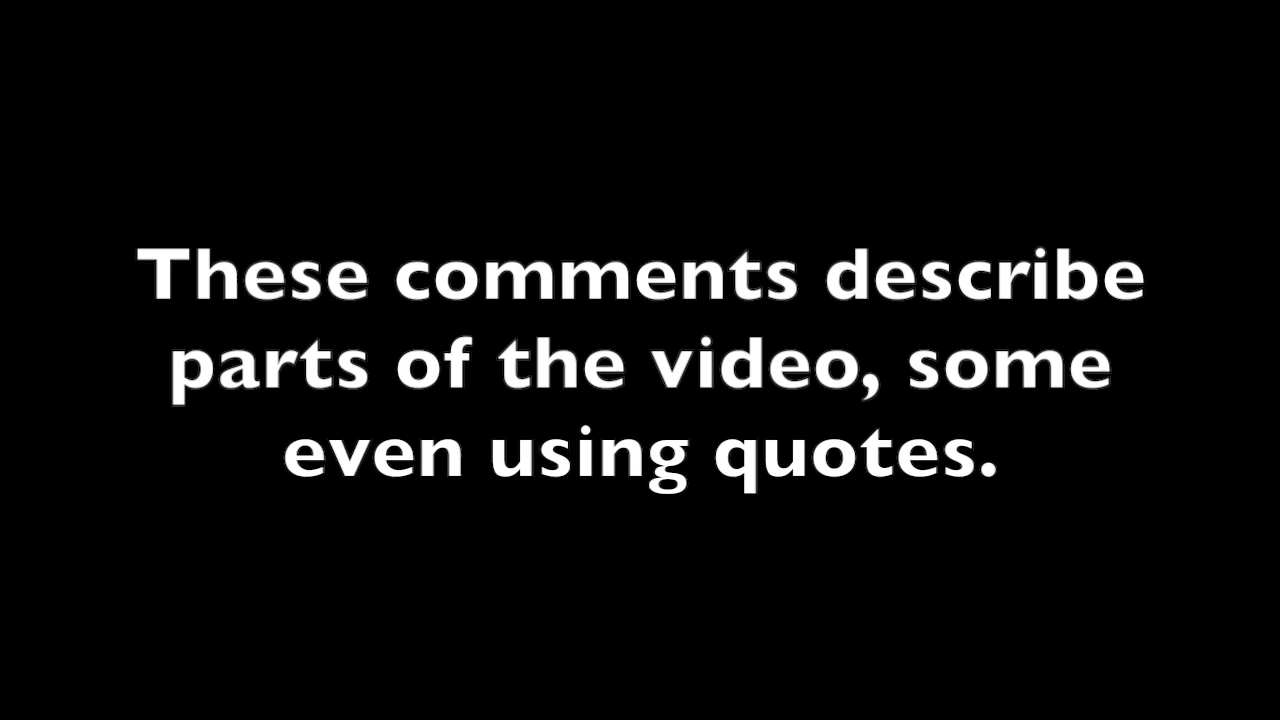 These comments describe
parts of the video, some
even using quotes.